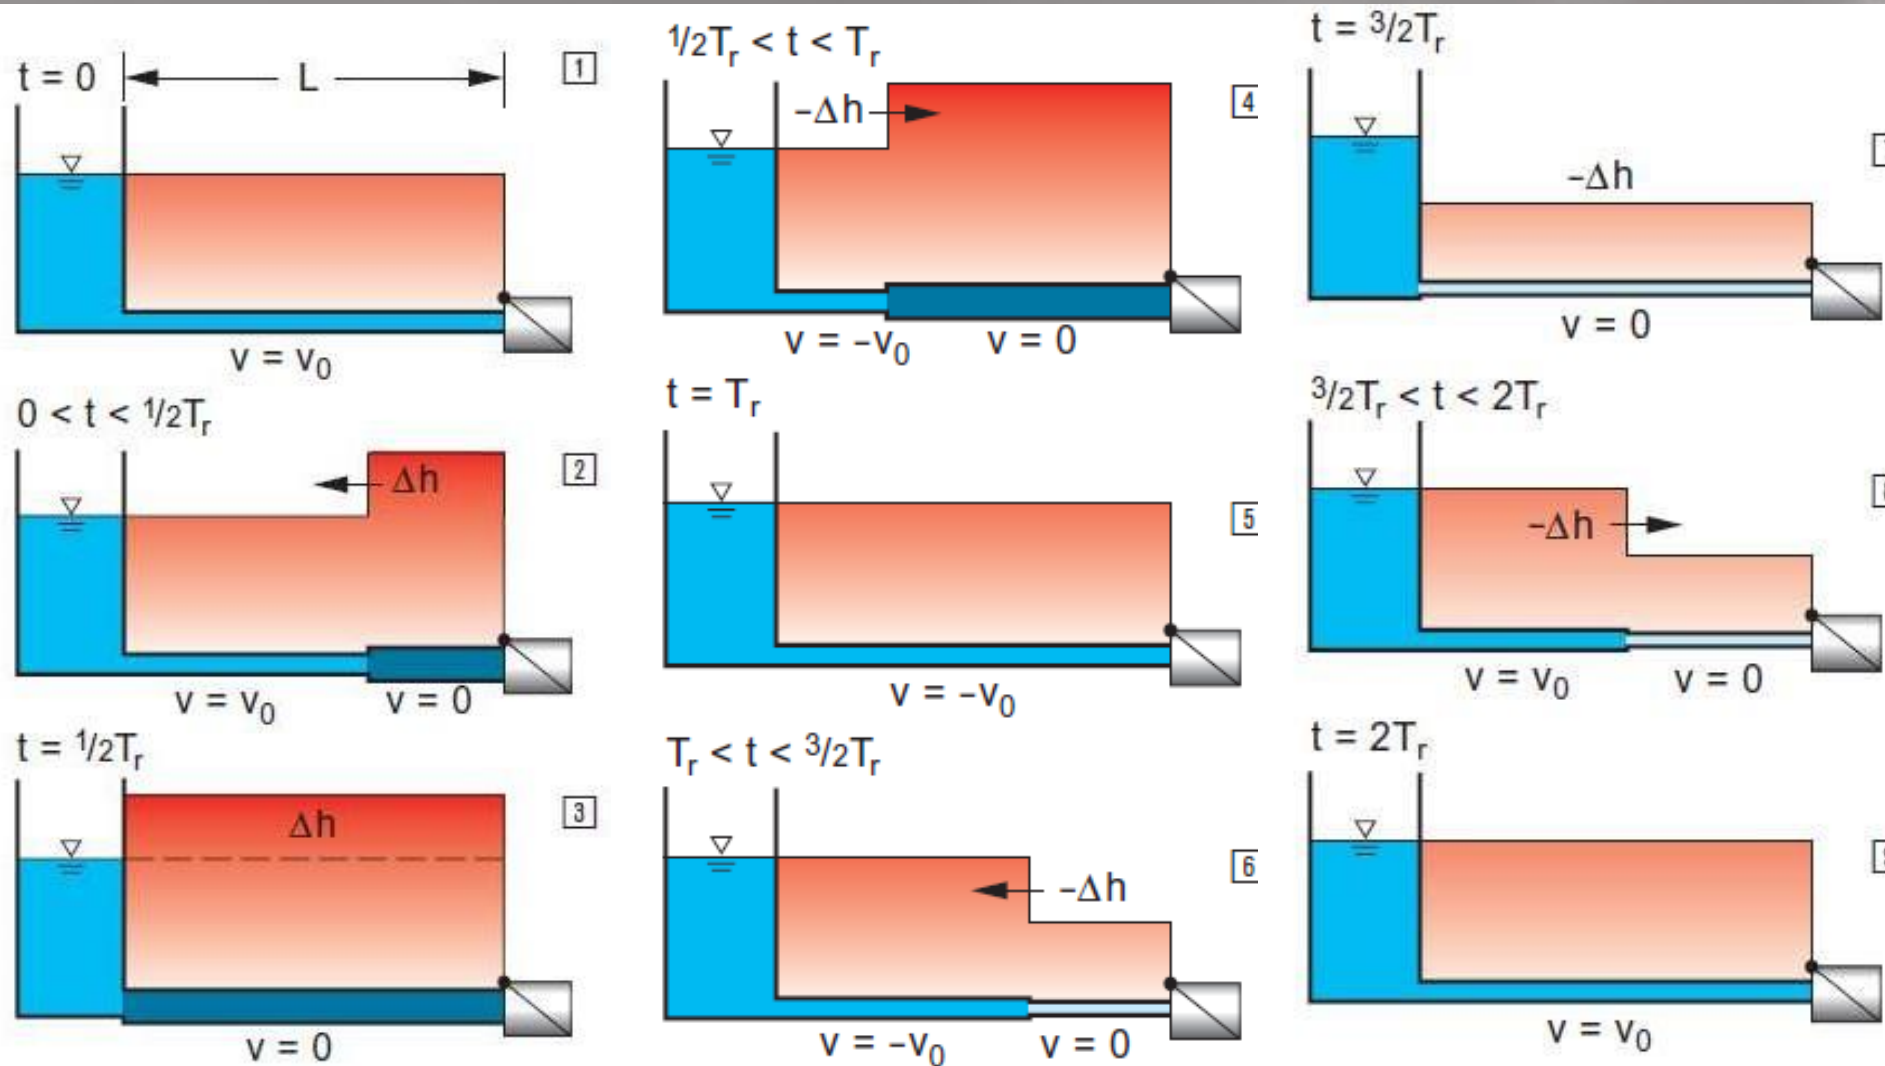 t = 0
L
1
v = v₀
0 < t < 1/2Tᵣ
2
Δh
v = v₀
v = 0
t = 1/2Tᵣ
3
Δh
v = 0
1/2Tᵣ < t < Tᵣ
4
-Δh
v = -v₀
v = 0
t = Tᵣ
5
v = -v₀
Tᵣ < t < 3/2Tᵣ
6
-Δh
v = -v₀
v = 0
t = 3/2Tᵣ
-Δh
v = 0
3/2Tᵣ < t < 2Tᵣ
-Δh
v = v₀
v = 0
t = 2Tᵣ
v = v₀